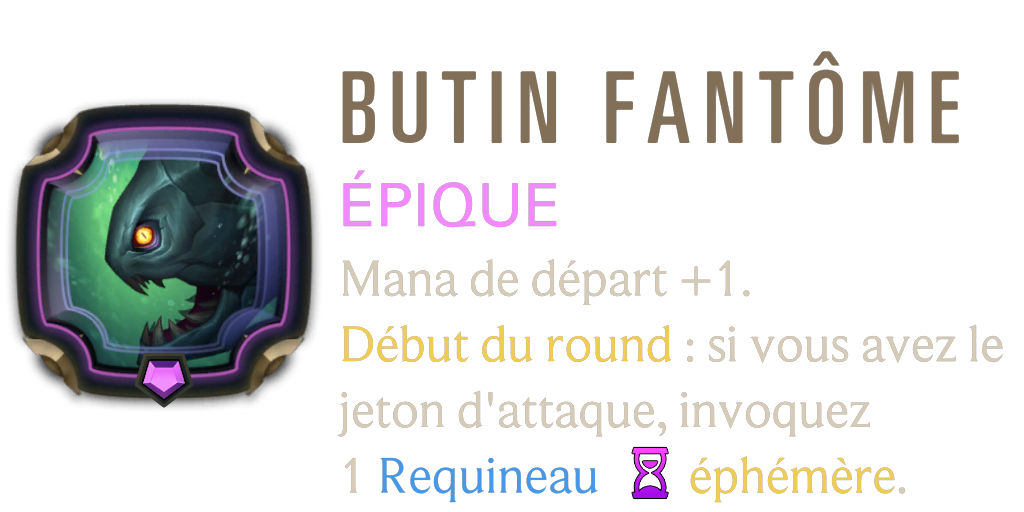 BUTIN FANTÔME
ÉPIQUE
Mana de départ +1.
Début du round : si vous avez le
jeton d'attaque, invoquez
1 Requineau éphémère.